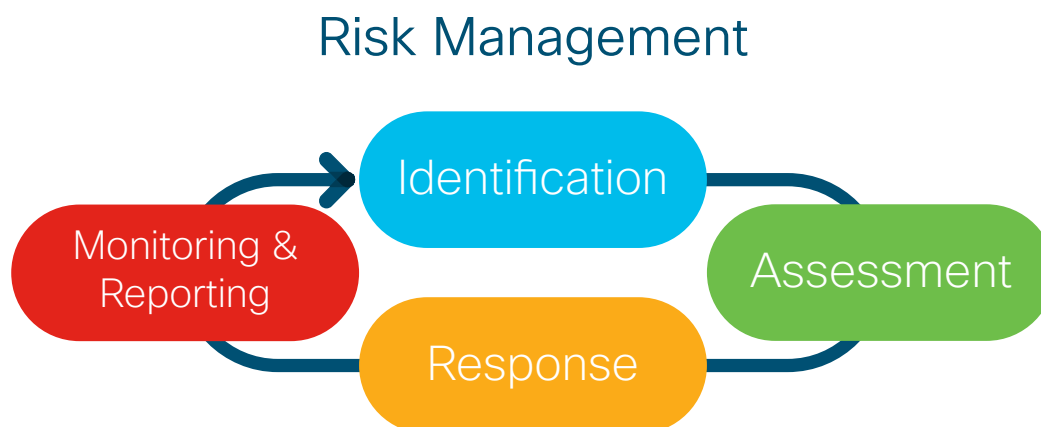 Risk Management
Identification
Assessment
Response
Monitoring &
Reporting